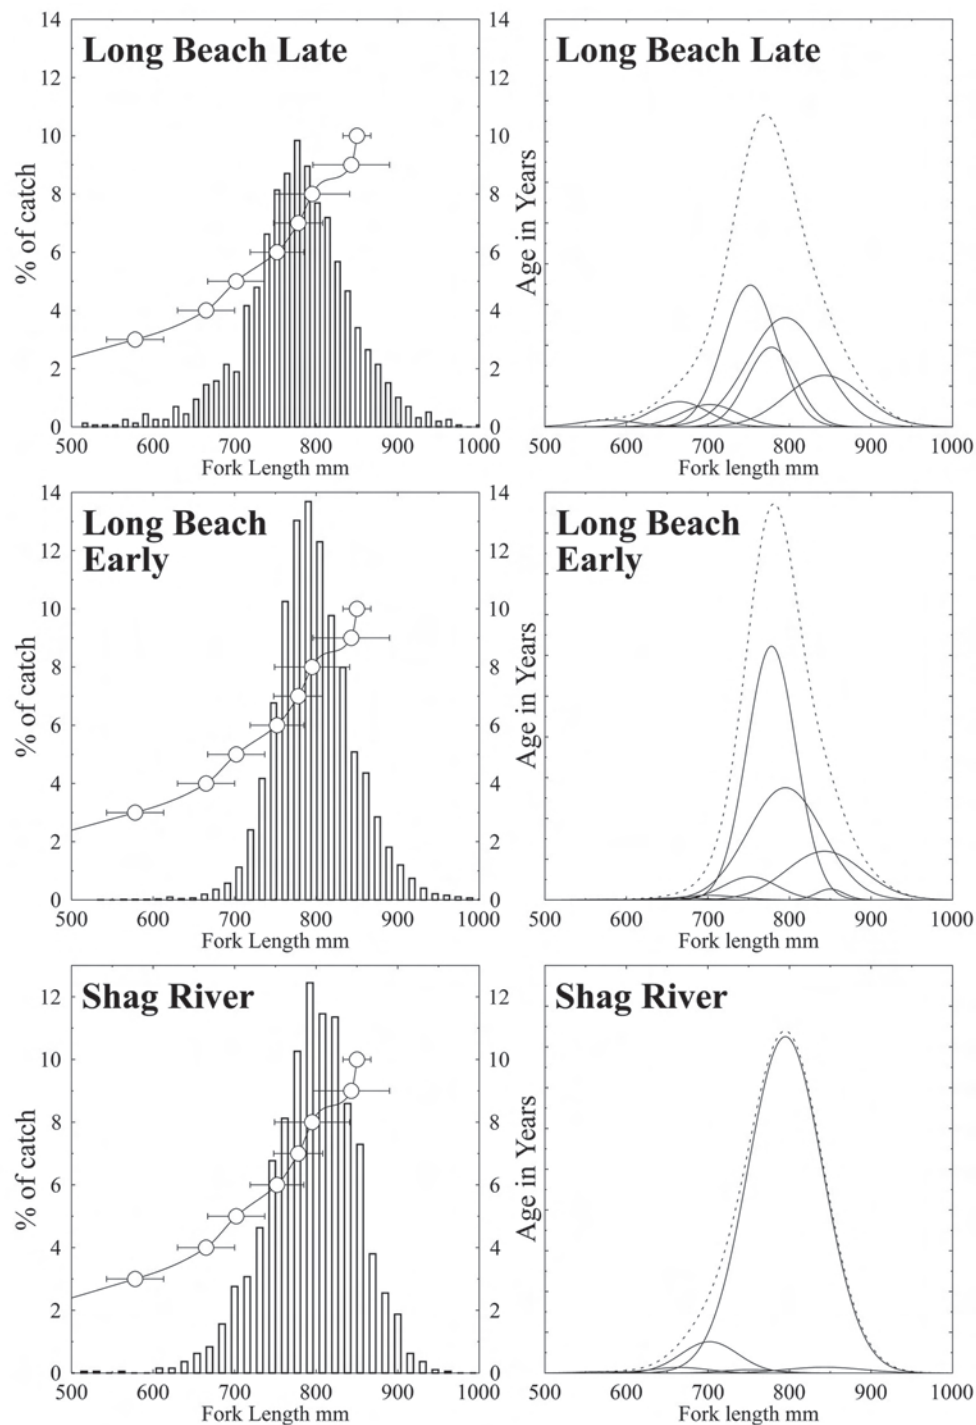 Long Beach Late
% of catch
14
12
10
8
6
4
2
0
500 600 700 800 900 1000
Fork Length mm
14
12
10
8
6
4
2
0
Age in Years
Long Beach Late
500 600 700 800 900 1000
Fork length mm
Long Beach
Early
% of catch
14
12
10
8
6
4
2
0
500 600 700 800 900 1000
Fork Length mm
14
12
10
8
6
4
2
0
Age in Years
Long Beach
Early
500 600 700 800 900 1000
Fork length mm
Shag River
% of catch
12
10
8
6
4
2
0
500 600 700 800 900 1000
Fork Length mm
12
10
8
6
4
2
0
Age in Years
Shag River
500 600 700 800 900 1000
Fork length mm